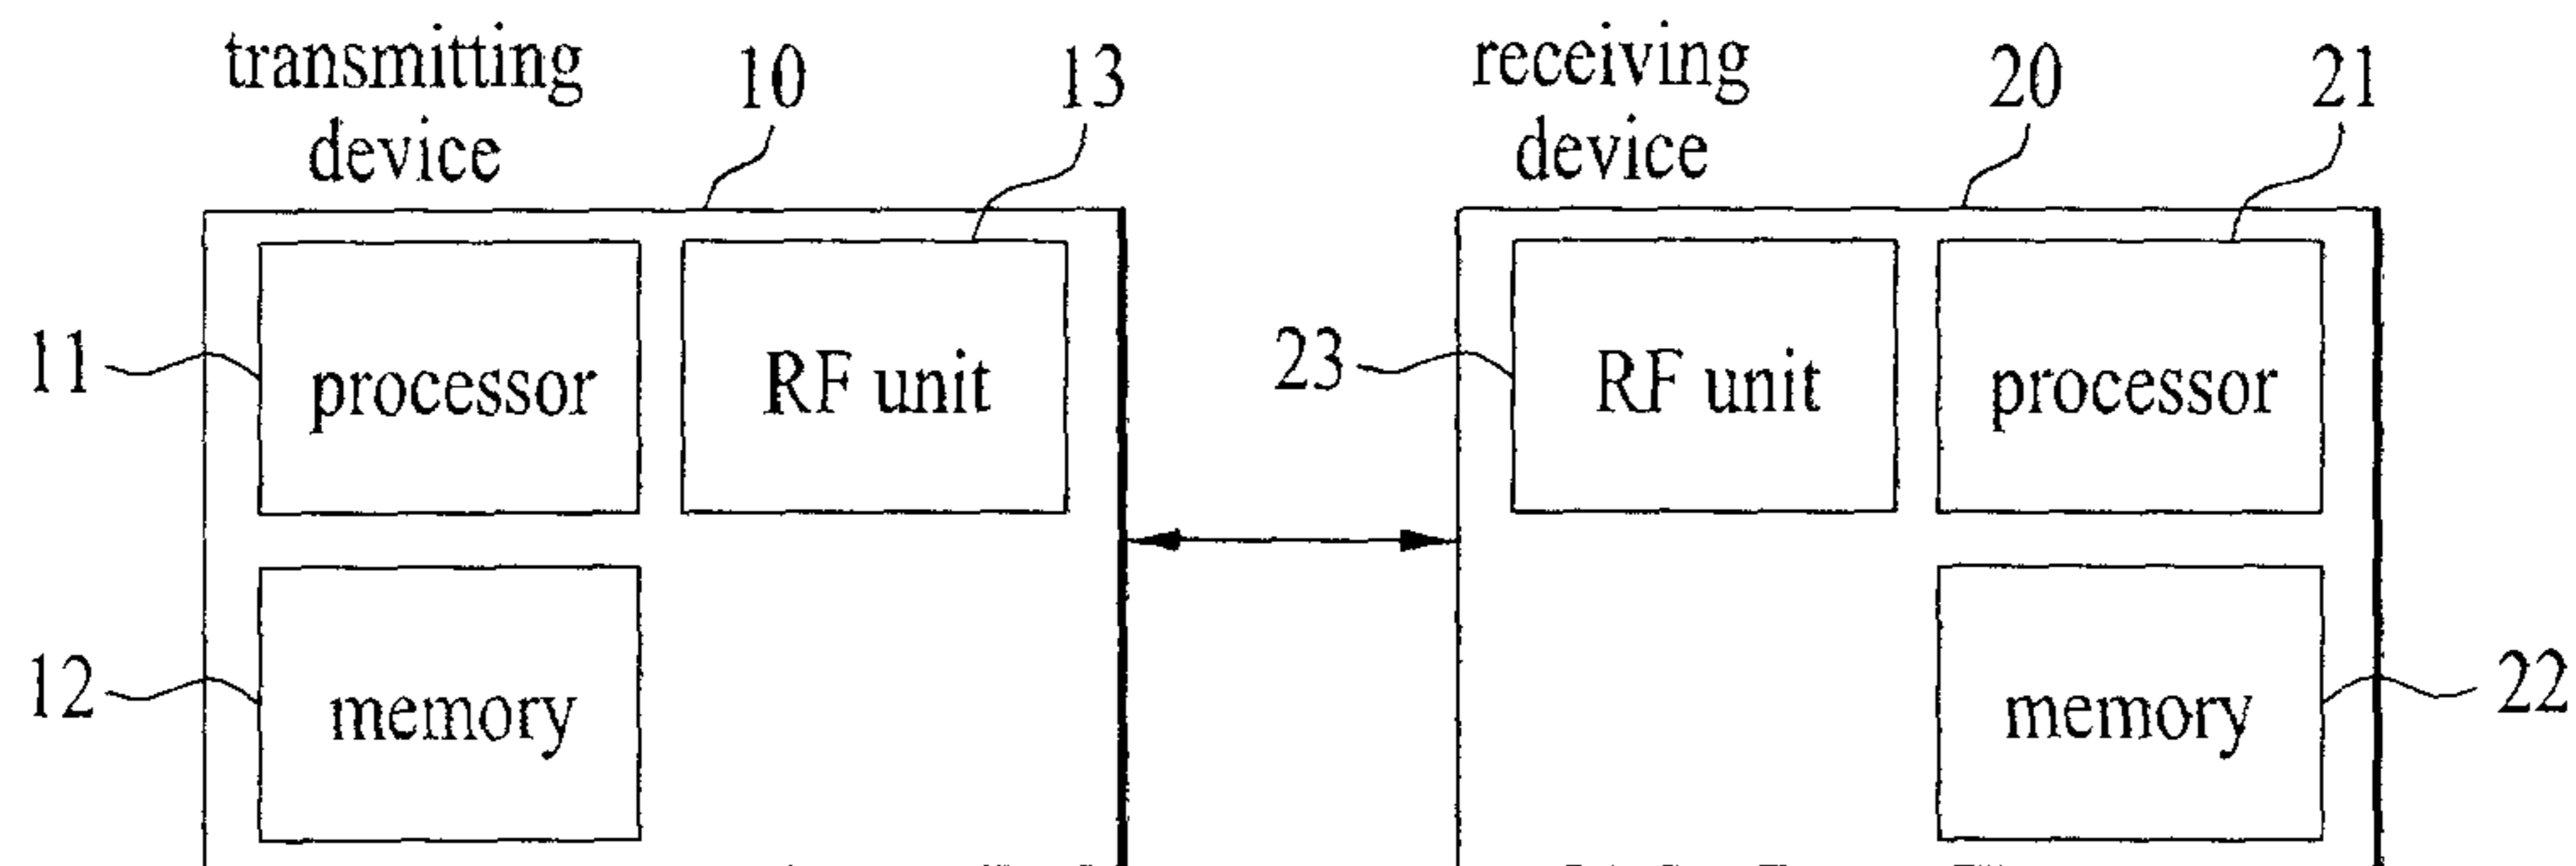 transmitting
device
10
13
receiving
device
20
21
11
processor
RF unit
23
RF unit
processor
12
memory
memory
22